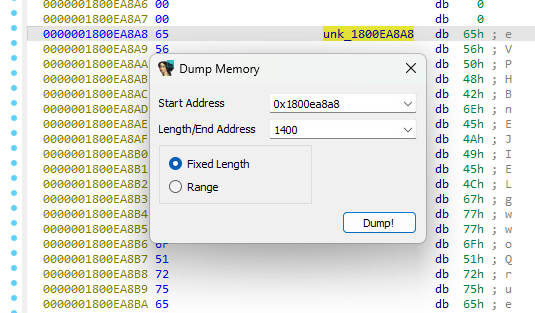 0000001800EA8A6 00 db 0
0000001800EA8A7 00 db 0
0000001800EA8A8 65 unk_1800EA8A8 db 65h ; e
0000001800EA8A9 56 db 56h ; V
0000001800EA8AA db 50h ; P
0000001800EA8AB db 48h ; H
0000001800EA8AC db 42h ; B
0000001800EA8AD db 6Eh ; n
0000001800EA8AE db 45h ; E
0000001800EA8AF db 4Ah ; J
0000001800EA8B0 db 49h ; I
0000001800EA8B1 db 45h ; E
0000001800EA8B2 db 4Ch ; L
0000001800EA8B3 db 67h ; g
0000001800EA8B4 db 77h ; w
0000001800EA8B5 db 77h ; w
0000001800EA8B6 6F db 6Fh ; o
0000001800EA8B7 51 db 51h ; Q
0000001800EA8B8 72 db 72h ; r
0000001800EA8B9 75 db 75h ; u
0000001800EA8BA 65 db 65h ; e
Dump Memory
Start Address 0x1800ea8a8
Length/End Address 1400
Fixed Length
Range
Dump!